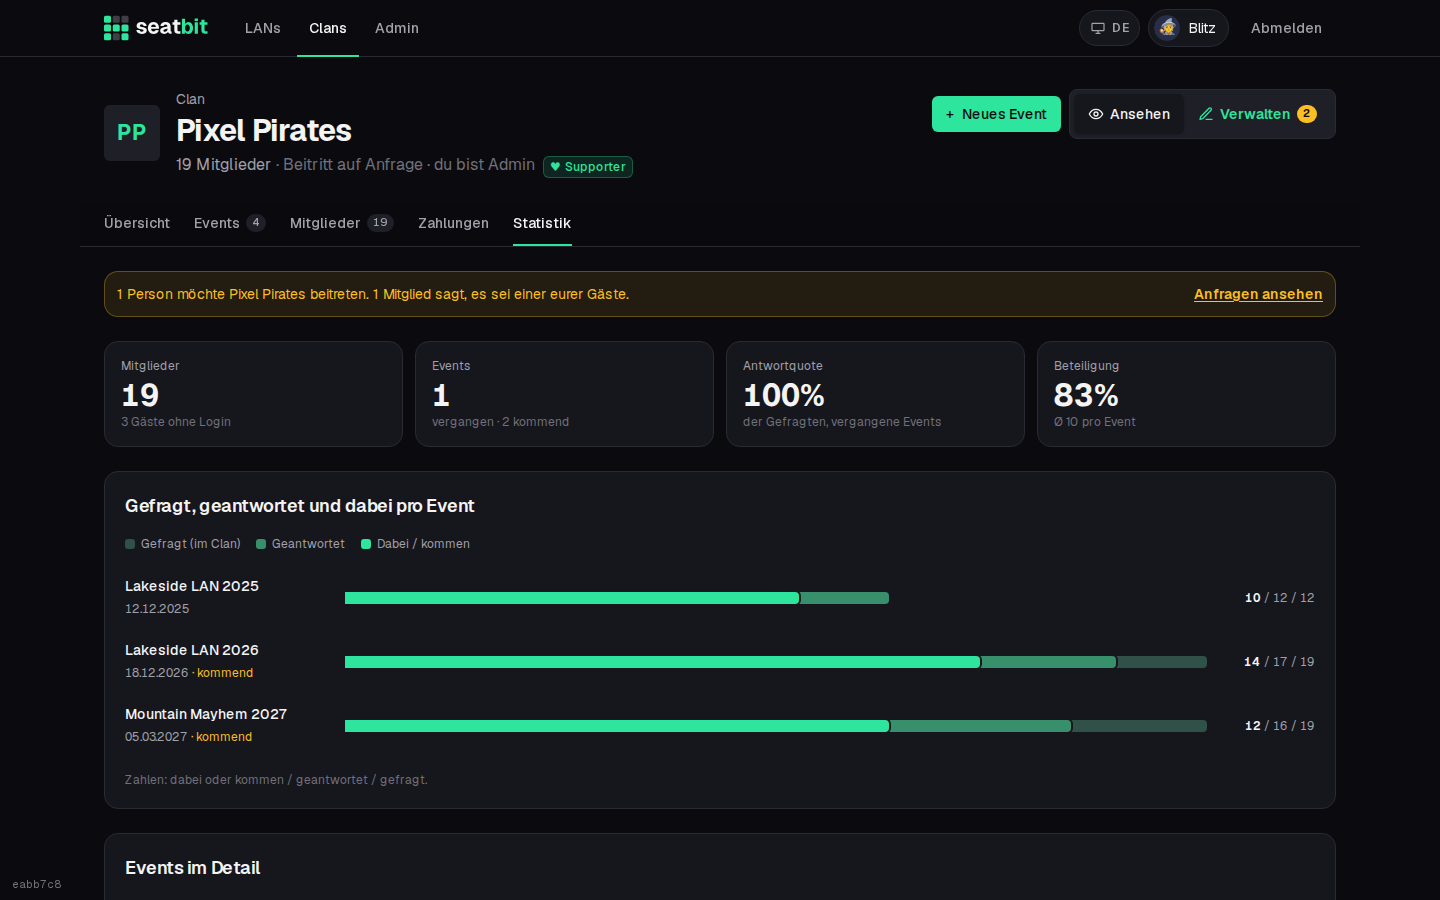 seatbit
LANs
Clans
Admin
DE
Blitz
Abmelden
PP
Clan
Pixel Pirates
19 Mitglieder · Beitritt auf Anfrage · du bist Admin
♥ Supporter
+ Neues Event
Ansehen
Verwalten 2
Übersicht
Events 4
Mitglieder 19
Zahlungen
Statistik
1 Person möchte Pixel Pirates beitreten. 1 Mitglied sagt, es sei einer eurer Gäste.
Anfragen ansehen
Mitglieder
19
3 Gäste ohne Login
Events
1
vergangen · 2 kommend
Antwortquote
100%
der Gefragten, vergangene Events
Beteiligung
83%
Ø 10 pro Event
Gefragt, geantwortet und dabei pro Event
Gefragt (im Clan)
Geantwortet
Dabei / kommen
Lakeside LAN 2025
12.12.2025
10 / 12 / 12
Lakeside LAN 2026
18.12.2026 · kommend
14 / 17 / 19
Mountain Mayhem 2027
05.03.2027 · kommend
12 / 16 / 19
Zahlen: dabei oder kommen / geantwortet / gefragt.
Events im Detail
eabb7c8